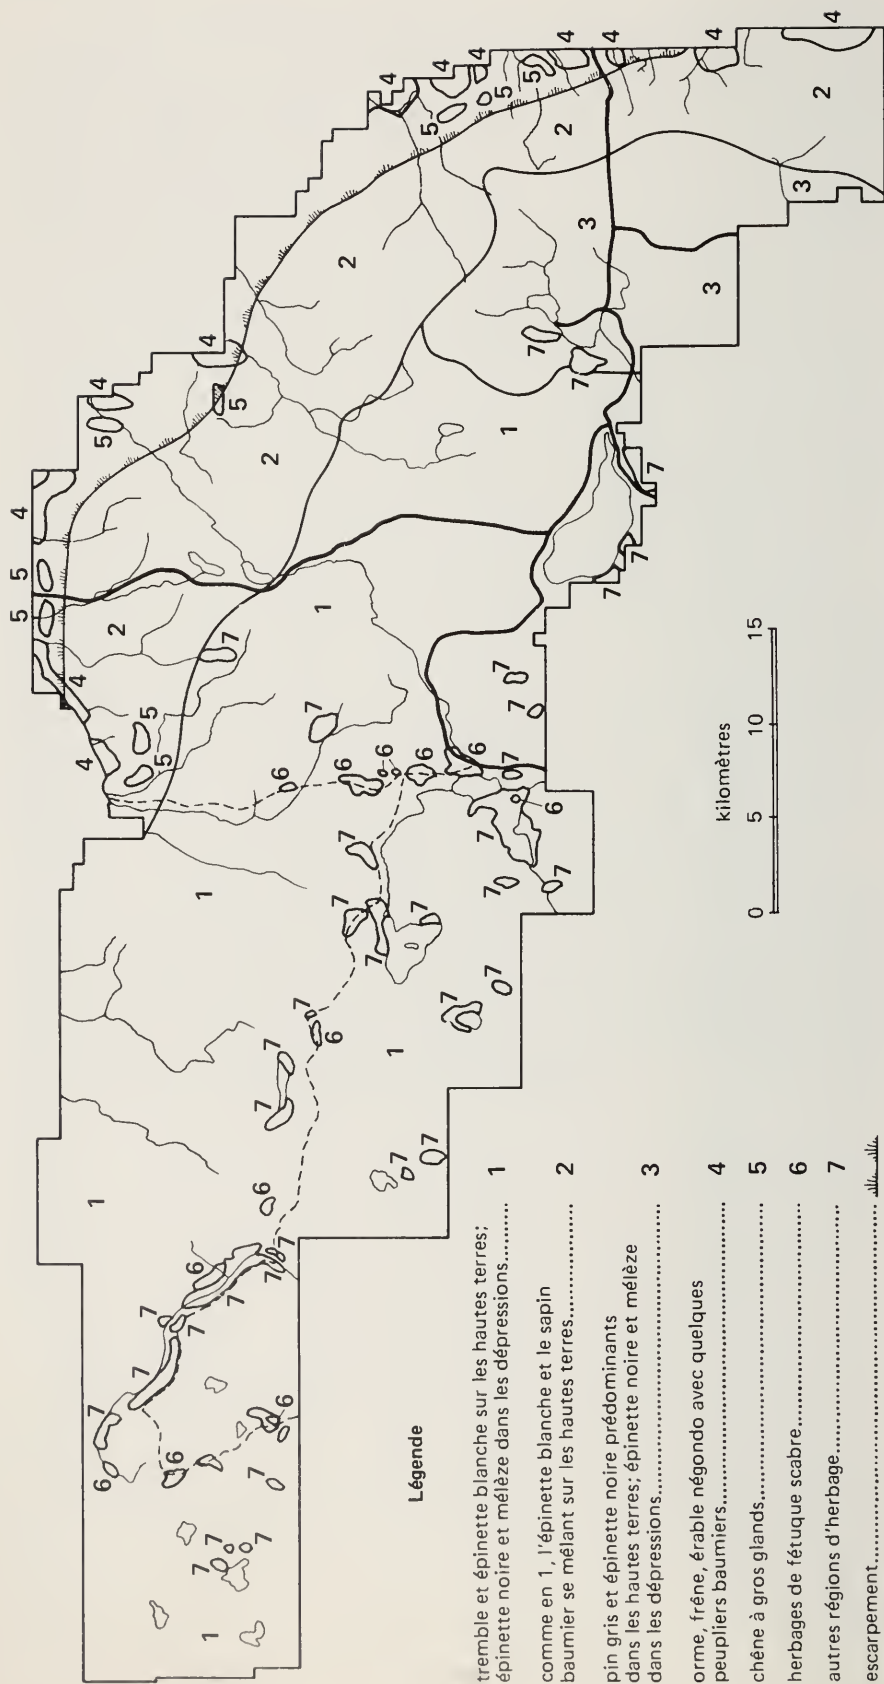 Légende
tremble et épinette blanche sur les hautes terres;
épinette noire et mélèze dans les dépressions.......... 1
comme en 1, l'épinette blanche et le sapin
baumier se mêlant sur les hautes terres.................... 2
pin gris et épinette noire prédominants
dans les hautes terres; épinette noire et mélèze
dans les dépressions.................................................. 3
orme, frêne, érable négondo avec quelques
peupliers baumiers.................................................... 4
chêne à gros glands.................................................. 5
herbages de fétuque scabre...................................... 6
autres régions d'herbage.......................................... 7
escarpement............................................................
kilomètres
0 5 10 15